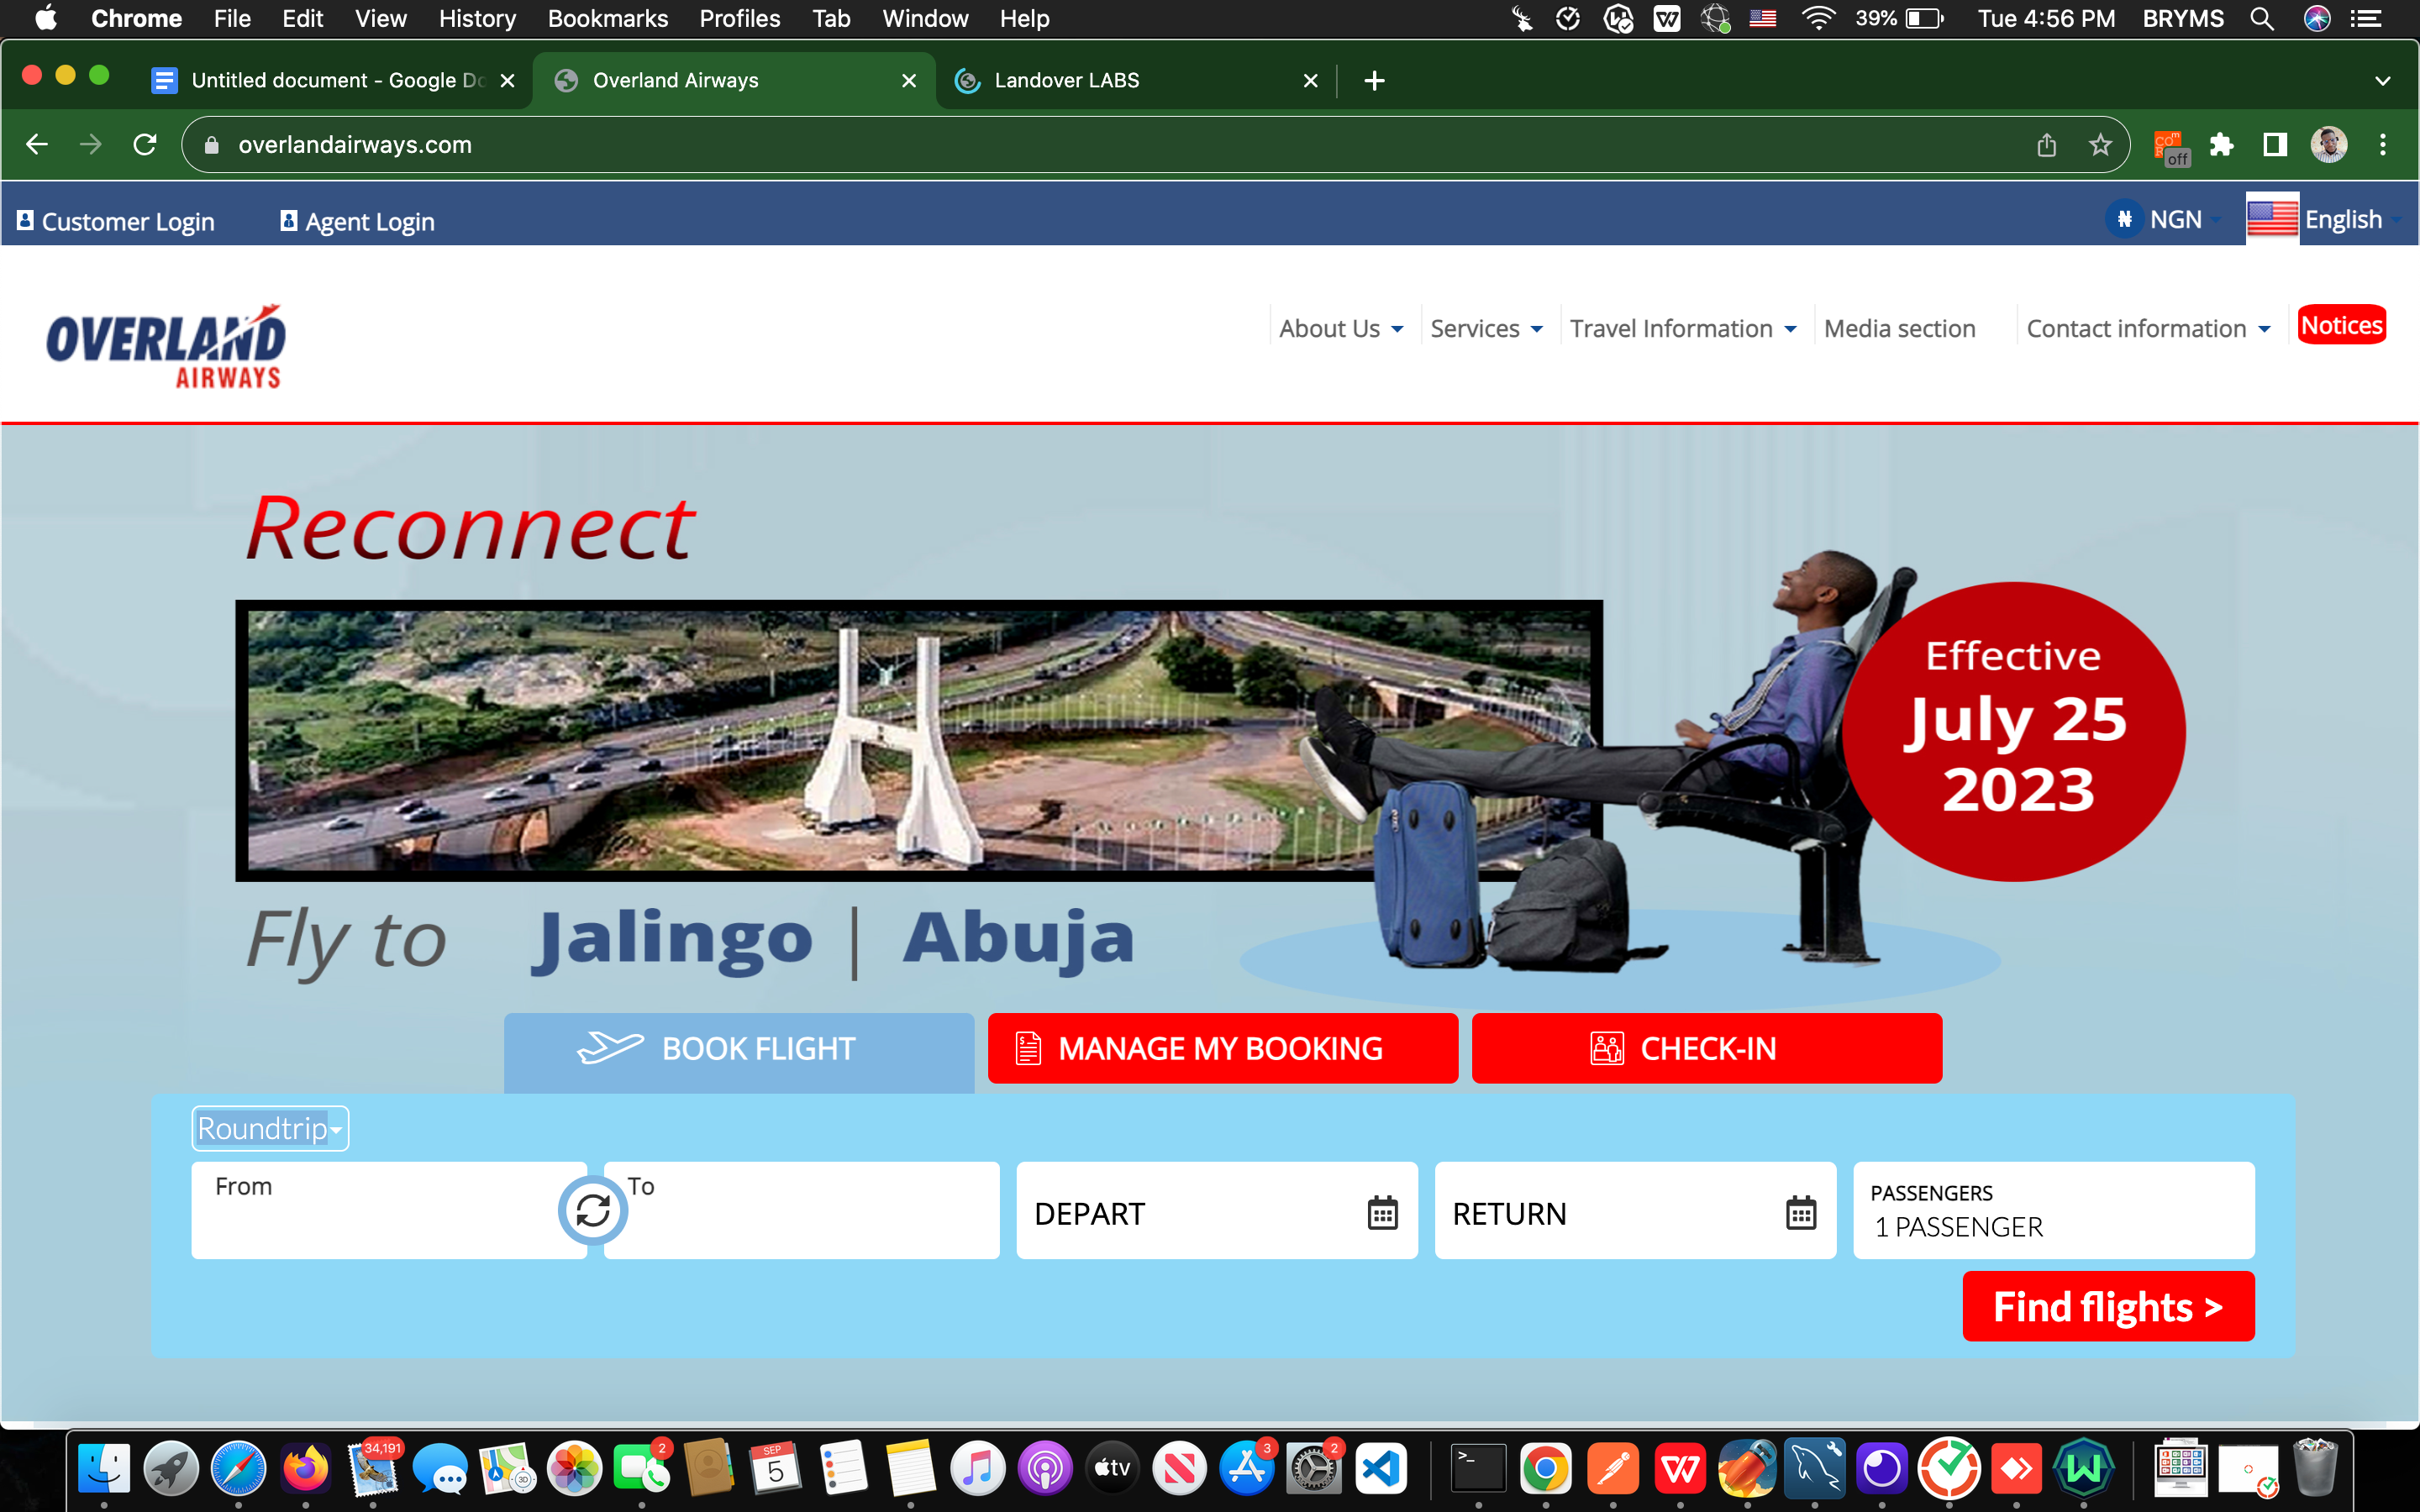 Chrome File Edit View History Bookmarks Profiles Tab Window Help 39% Tue 4:56 PM BRYMS
Untitled document - Google Do
Overland Airways
Landover LABS
overlandairways.com
off
Customer Login
Agent Login
NGN
English
OVERLAND
AIRWAYS
About Us
Services
Travel Information
Media section
Contact information
Notices
Reconnect
Effective
July 25
2023
Fly to Jalingo | Abuja
BOOK FLIGHT
MANAGE MY BOOKING
CHECK-IN
Roundtrip
From
To
DEPART
RETURN
PASSENGERS
1 PASSENGER
Find flights >
34,191
3D
2
SEP
5
tv
3
2
>_